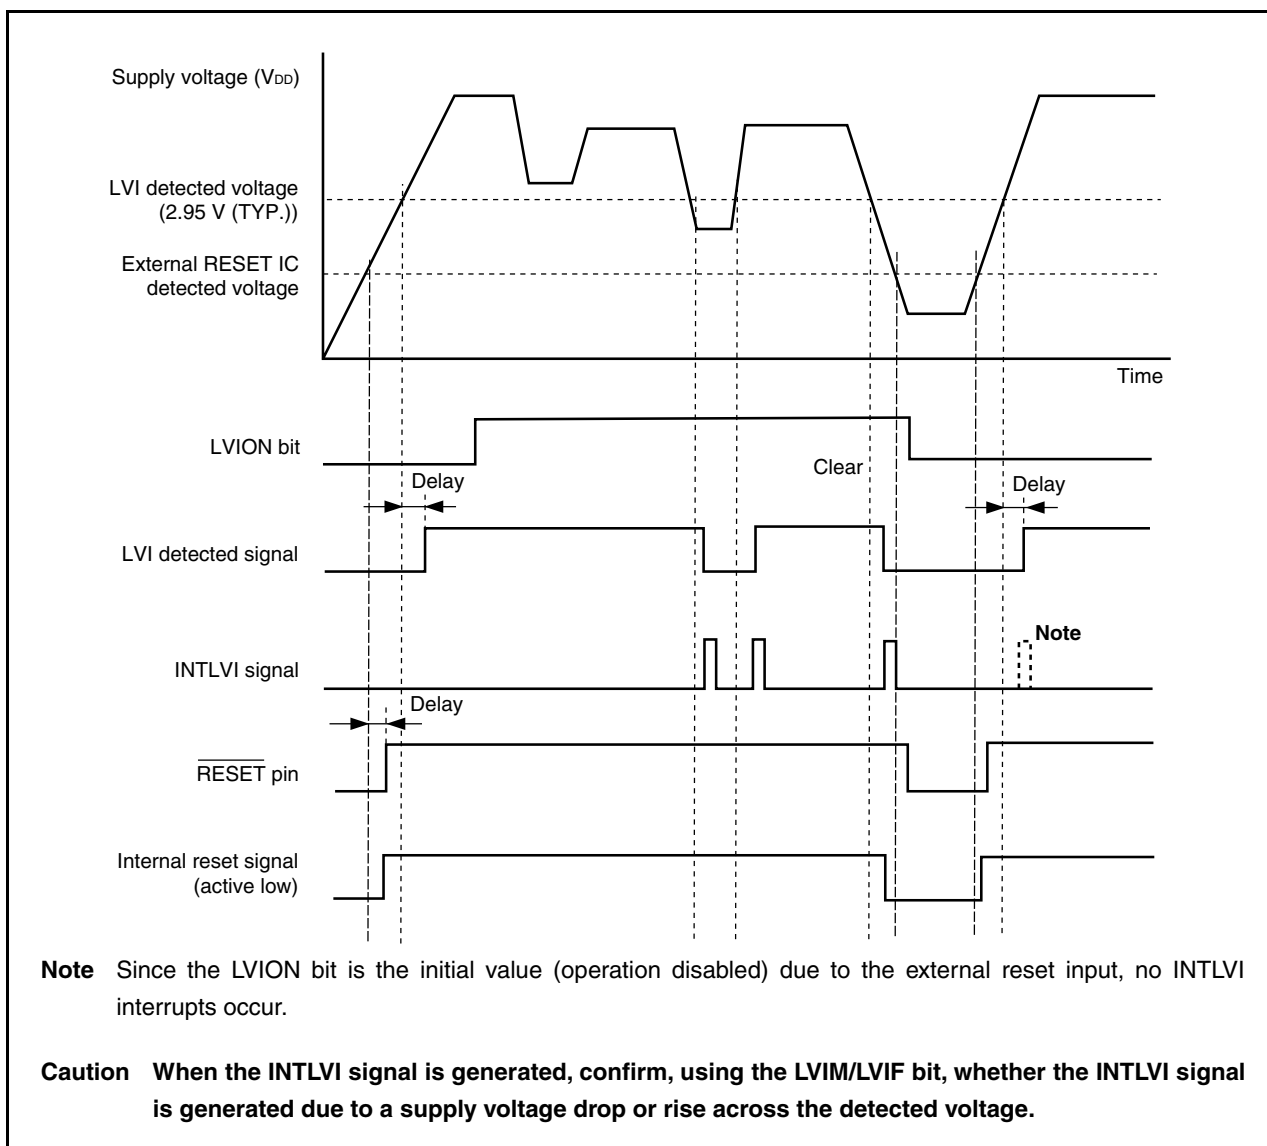 Supply voltage (VDD)
LVI detected voltage
(2.95 V (TYP.))
External RESET IC
detected voltage
Time
LVION bit
Clear
Delay
Delay
LVI detected signal
Note
INTLVI signal
Delay
RESET pin
Internal reset signal
(active low)
Note Since the LVION bit is the initial value (operation disabled) due to the external reset input, no INTLVI
interrupts occur.
Caution When the INTLVI signal is generated, confirm, using the LVIM/LVIF bit, whether the INTLVI signal
is generated due to a supply voltage drop or rise across the detected voltage.